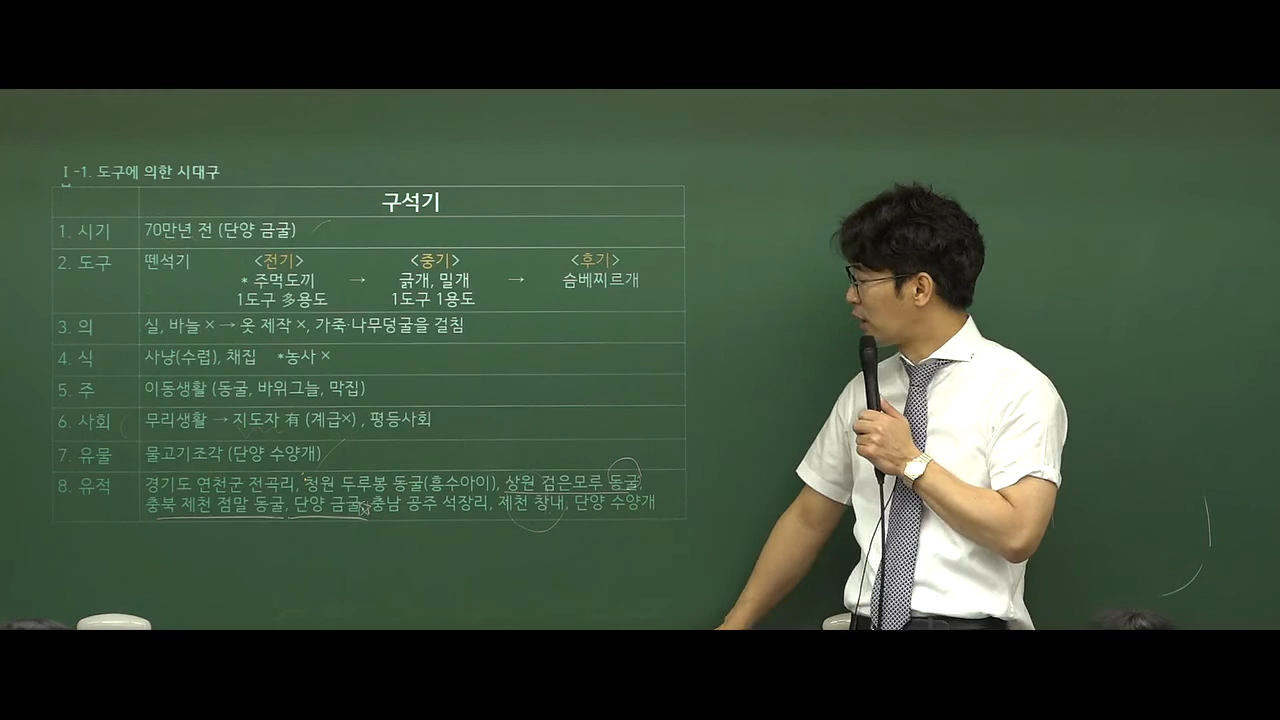 Ⅰ-1. 도구에 의한 시대구
구석기
1. 시기 70만년 전 (단양 금굴)
2. 도구 뗀석기 <전기> <중기> <후기>
* 주먹도끼 → 긁개, 밀개 → 슴베찌르개
1도구 多용도 1도구 1용도
3. 의 실, 바늘 × → 옷 제작 ×, 가죽·나무덩굴을 걸침
4. 식 사냥(수렵), 채집 *농사 ×
5. 주 이동생활 (동굴, 바위그늘, 막집)
6. 사회 무리생활 → 지도자 有 (계급×) , 평등사회
7. 유물 물고기조각 (단양 수양개)
8. 유적 경기도 연천군 전곡리, 청원 두루봉 동굴(흥수아이), 상원 검은모루 동굴,
충북 제천 점말 동굴, 단양 금굴, 충남 공주 석장리, 제천 창내, 단양 수양개